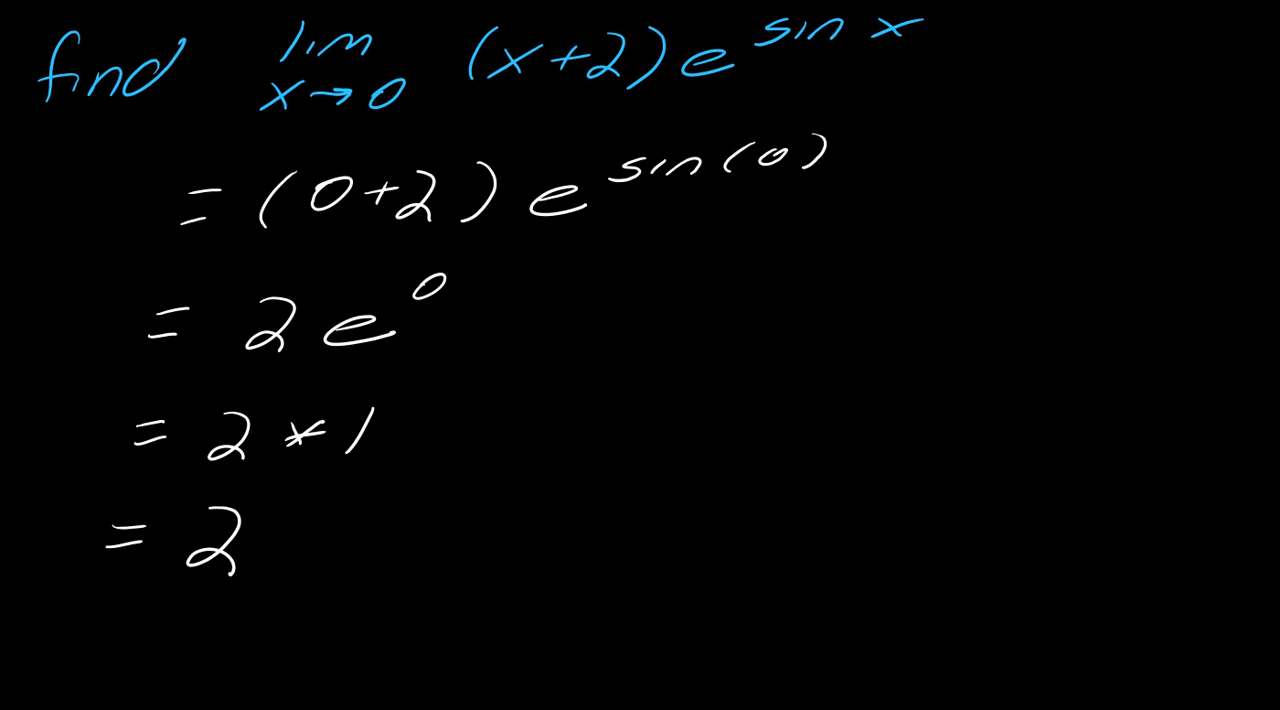 find lim x→0 (x+2)e^sin x
= (0+2)e^sin(0)
= 2e^0
= 2*1
= 2